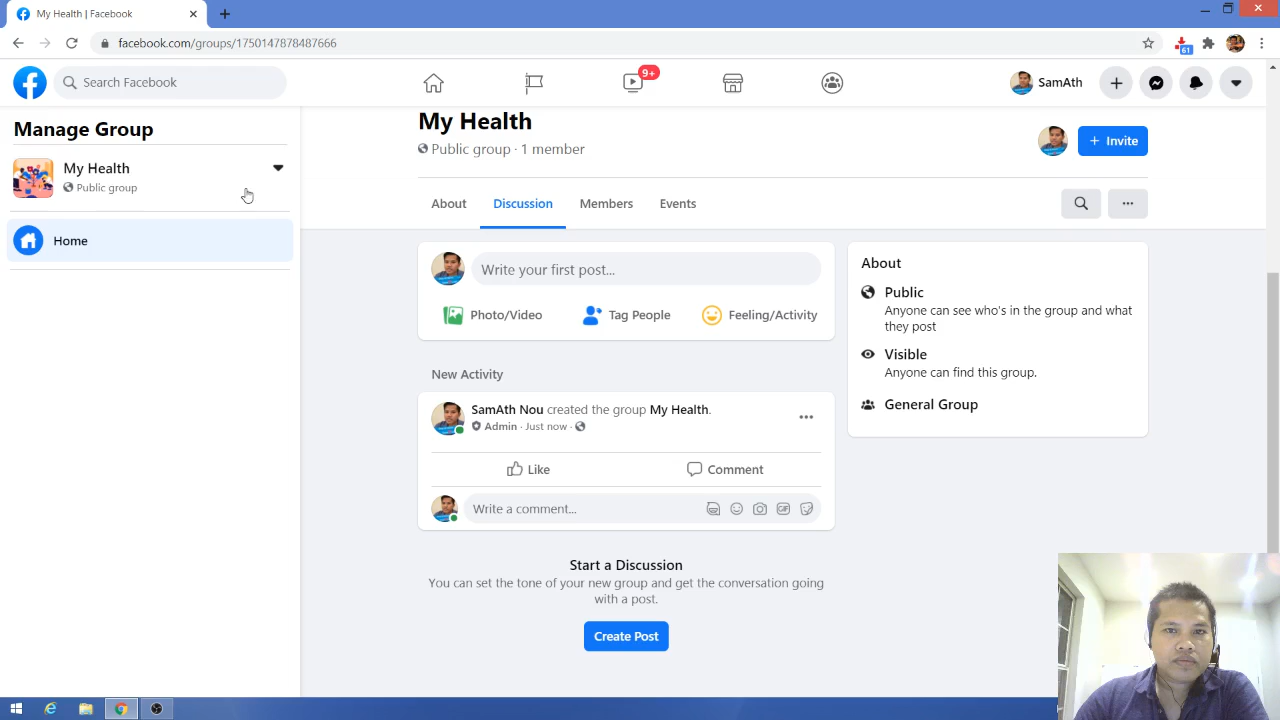 My Health | Facebook
facebook.com/groups/1750147878487666
61
Search Facebook
9+
SamAth
Manage Group
My Health
Public group
Home
My Health
Public group · 1 member
+ Invite
About
Discussion
Members
Events
Write your first post...
Photo/Video
Tag People
Feeling/Activity
New Activity
SamAth Nou created the group My Health.
Admin · Just now ·
Like
Comment
Write a comment...
GIF
Start a Discussion
You can set the tone of your new group and get the conversation going
with a post.
Create Post
About
Public
Anyone can see who's in the group and what
they post
Visible
Anyone can find this group.
General Group